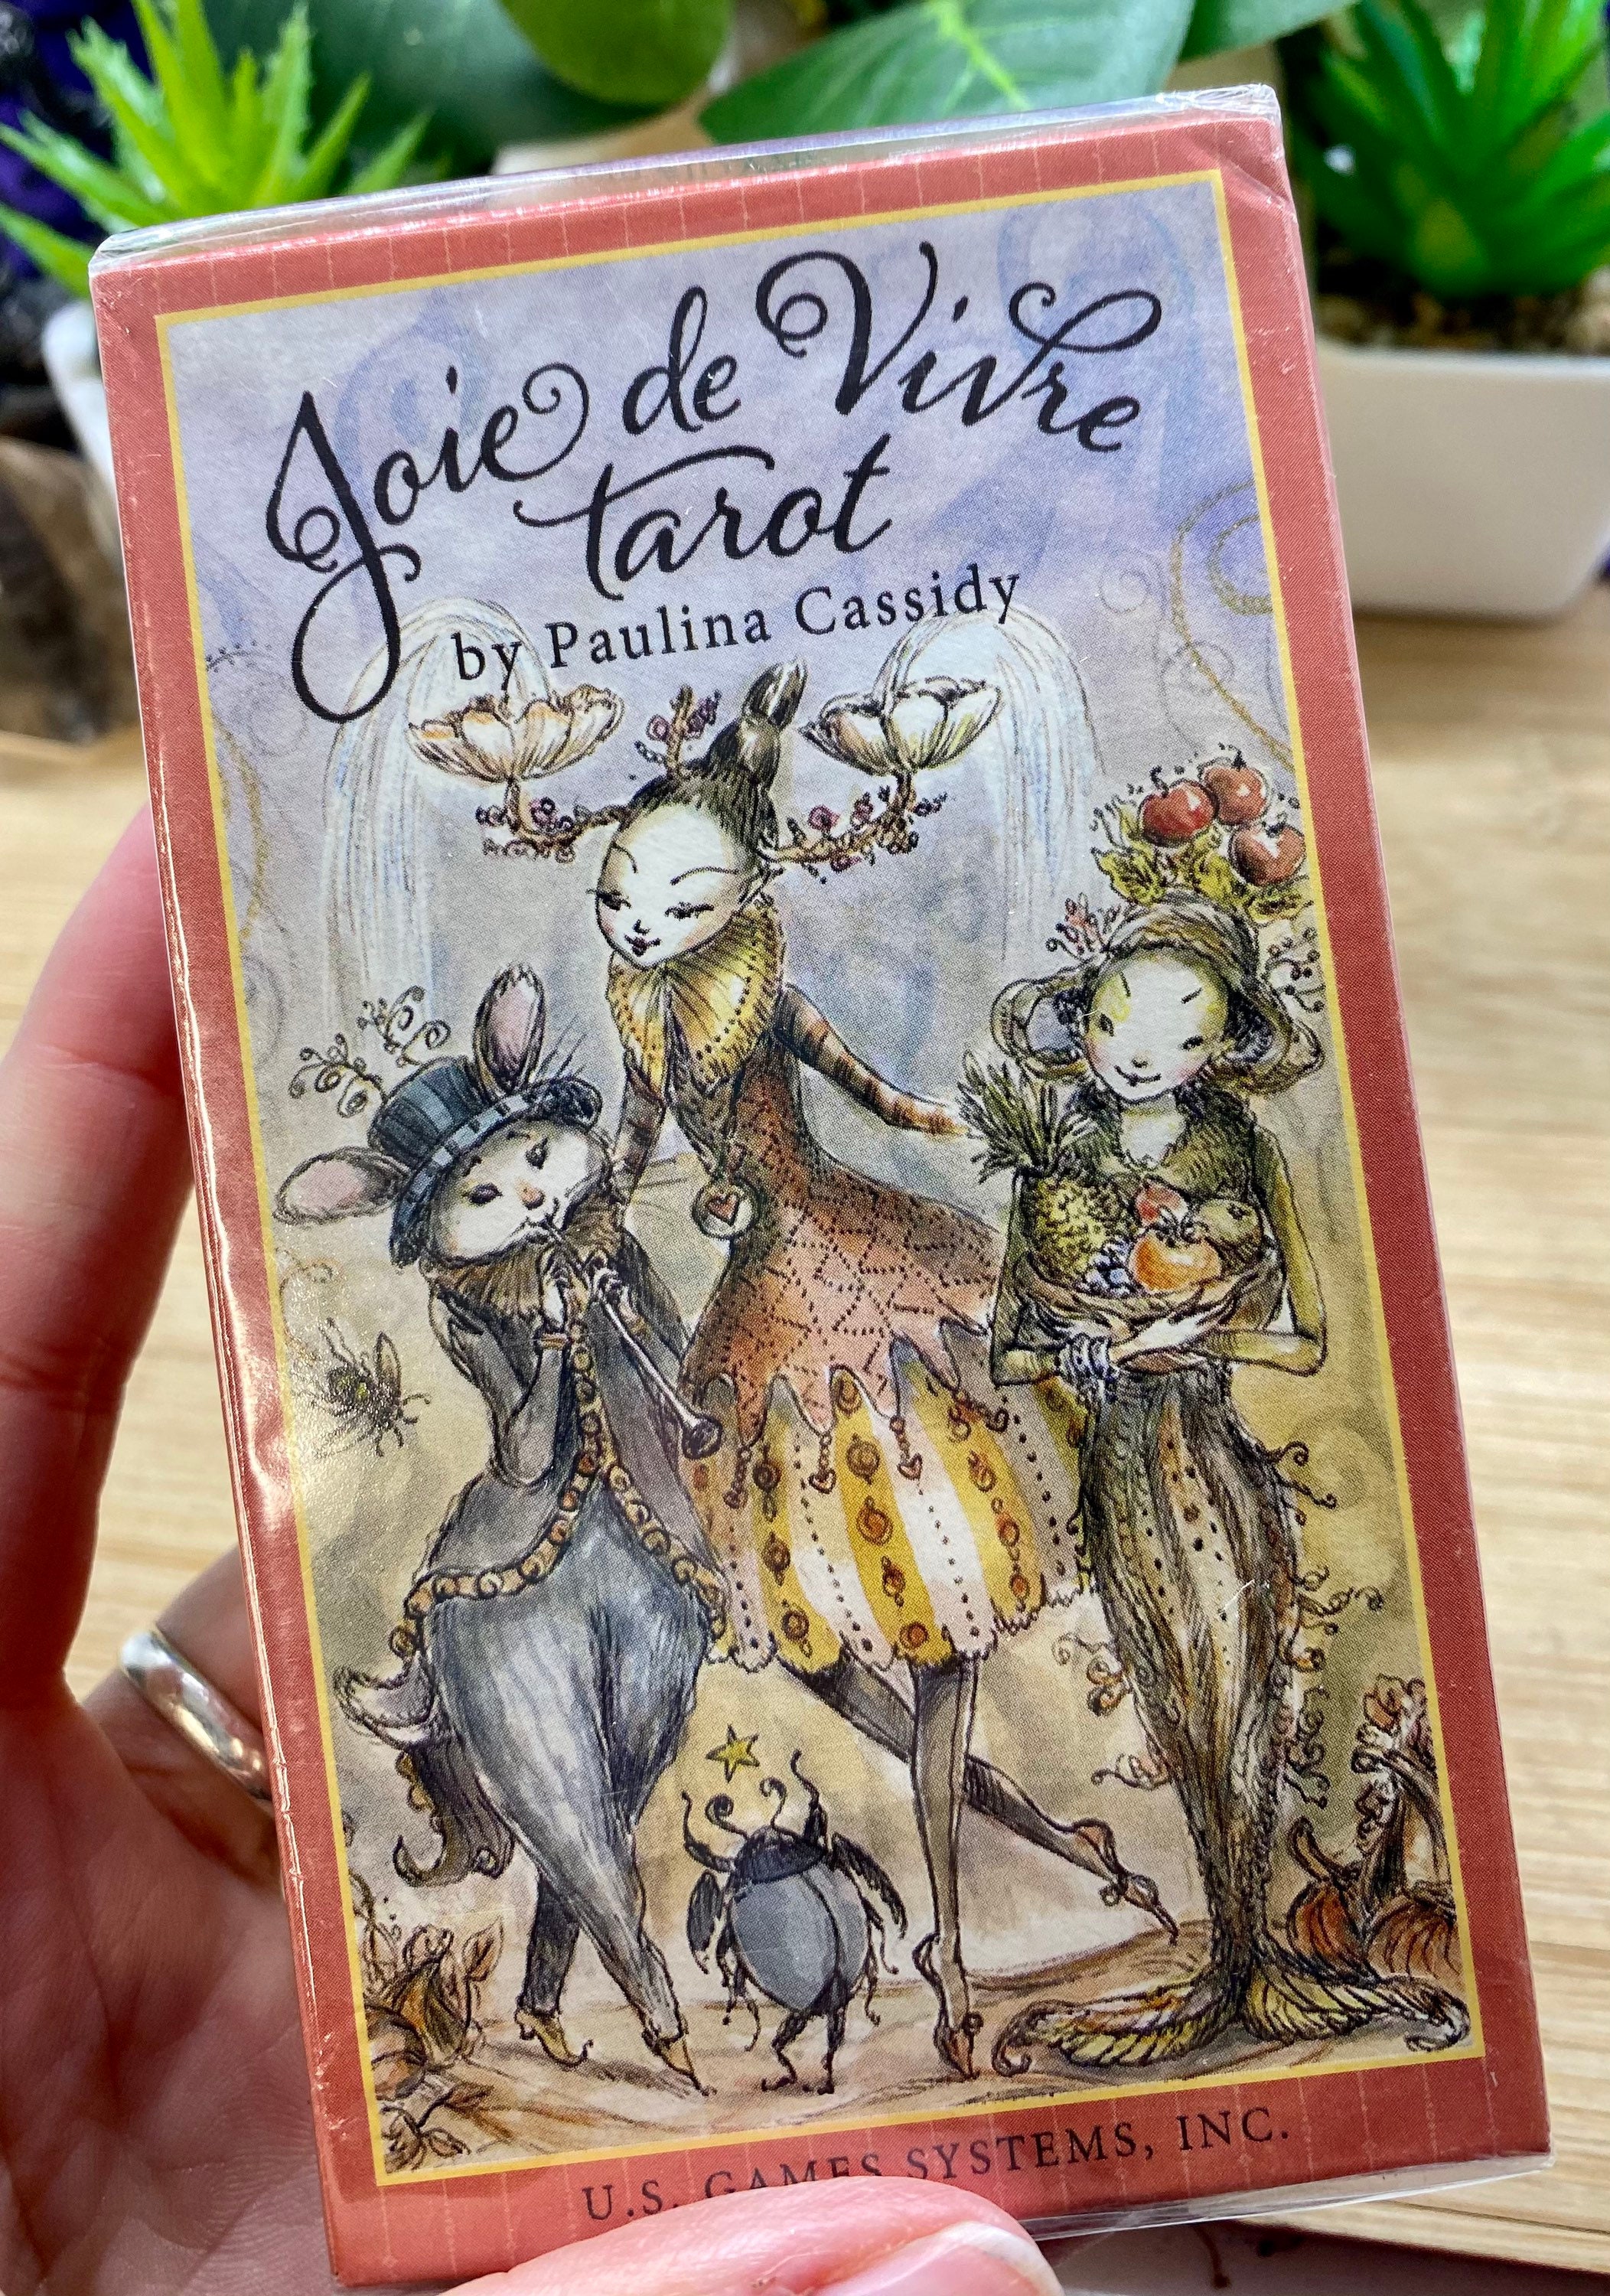 Joie de Vivre
tarot
by Paulina Cassidy
U.S. GAMES SYSTEMS, INC.